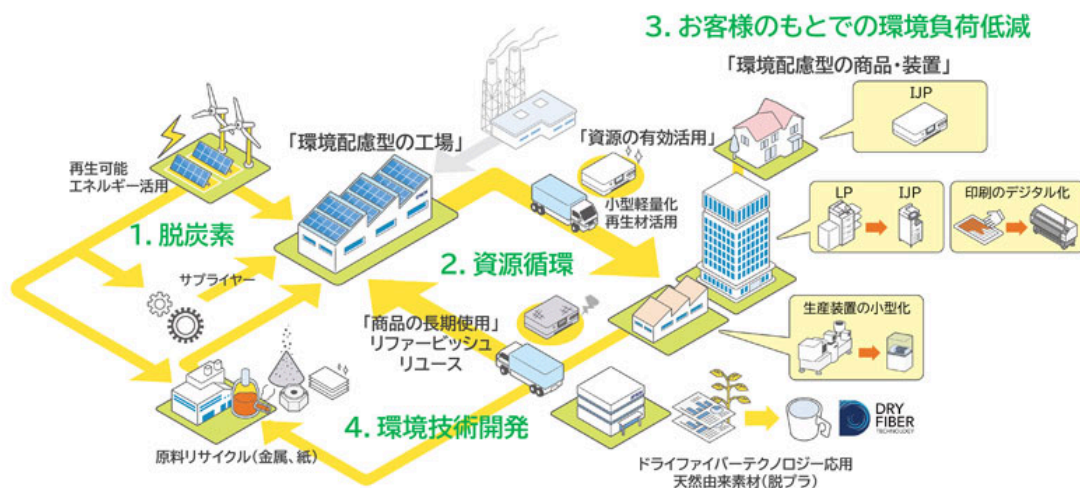 3. お客様のもとでの環境負荷低減
「環境配慮型の商品・装置」
IJP
「環境配慮型の工場」
「資源の有効活用」
再生可能
エネルギー活用
小型軽量化
再生材活用
LP
IJP
印刷のデジタル化
1. 脱炭素
2. 資源循環
サプライヤー
生産装置の小型化
「商品の長期使用」
リファービッシュ
リユース
4. 環境技術開発
DRY
FIBER
TECHNOLOGY
原料リサイクル(金属、紙)
ドライファイバーテクノロジー応用
天然由来素材(脱プラ)